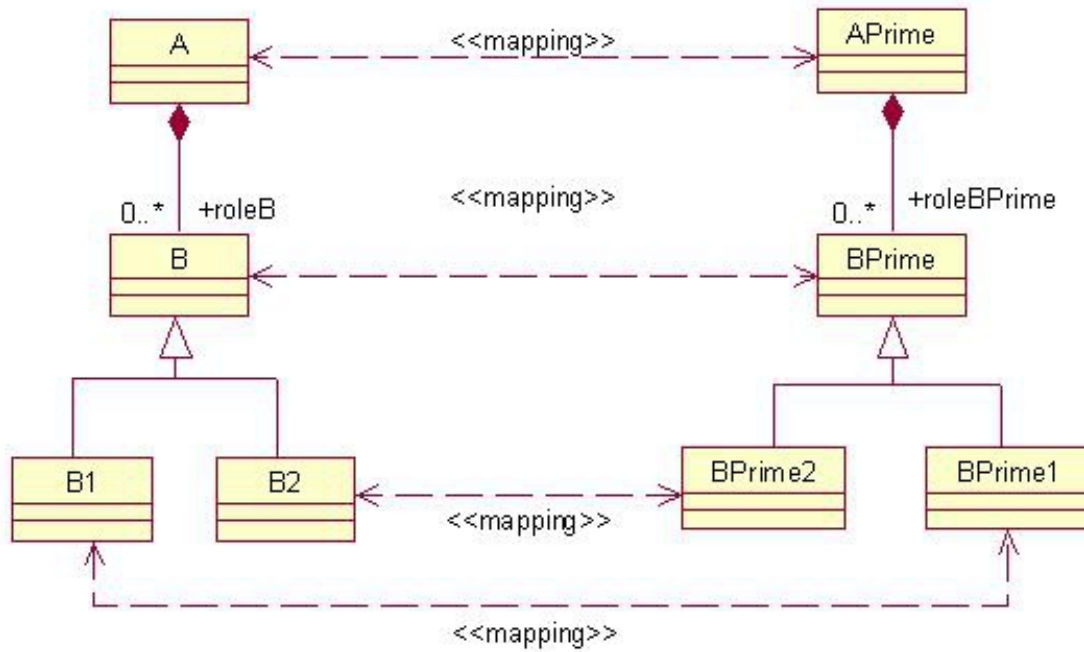 A
<<mapping>>
APrime
0..*
+roleB
<<mapping>>
0..*
+roleBPrime
B
BPrime
B1
B2
BPrime2
BPrime1
<<mapping>>
<<mapping>>